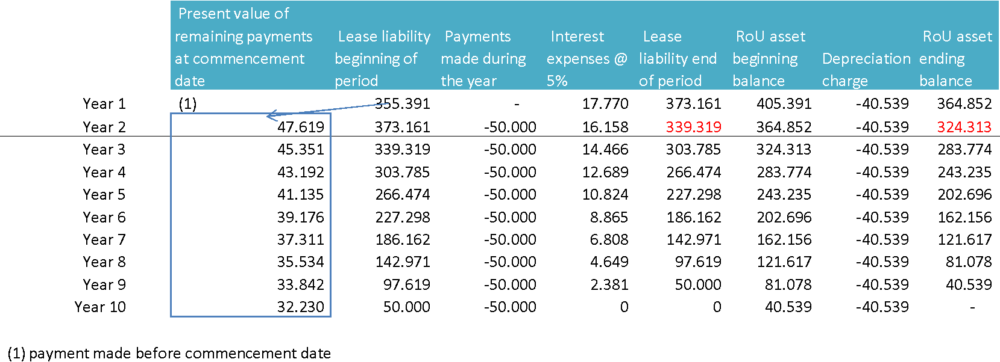 Present value of remaining payments at commencement date | Lease liability beginning of period | Payments made during the year | Interest expenses @ 5% | Lease liability end of period | RoU asset beginning balance | Depreciation charge | RoU asset ending balance
Year 1 (1) 355.391 - 17.770 373.161 405.391 -40.539 364.852
Year 2 47.619 373.161 -50.000 16.158 339.319 364.852 -40.539 324.313
Year 3 45.351 339.319 -50.000 14.466 303.785 324.313 -40.539 283.774
Year 4 43.192 303.785 -50.000 12.689 266.474 283.774 -40.539 243.235
Year 5 41.135 266.474 -50.000 10.824 227.298 243.235 -40.539 202.696
Year 6 39.176 227.298 -50.000 8.865 186.162 202.696 -40.539 162.156
Year 7 37.311 186.162 -50.000 6.808 142.971 162.156 -40.539 121.617
Year 8 35.534 142.971 -50.000 4.649 97.619 121.617 -40.539 81.078
Year 9 33.842 97.619 -50.000 2.381 50.000 81.078 -40.539 40.539
Year 10 32.230 50.000 -50.000 0 0 40.539 -40.539 -
(1) payment made before commencement date